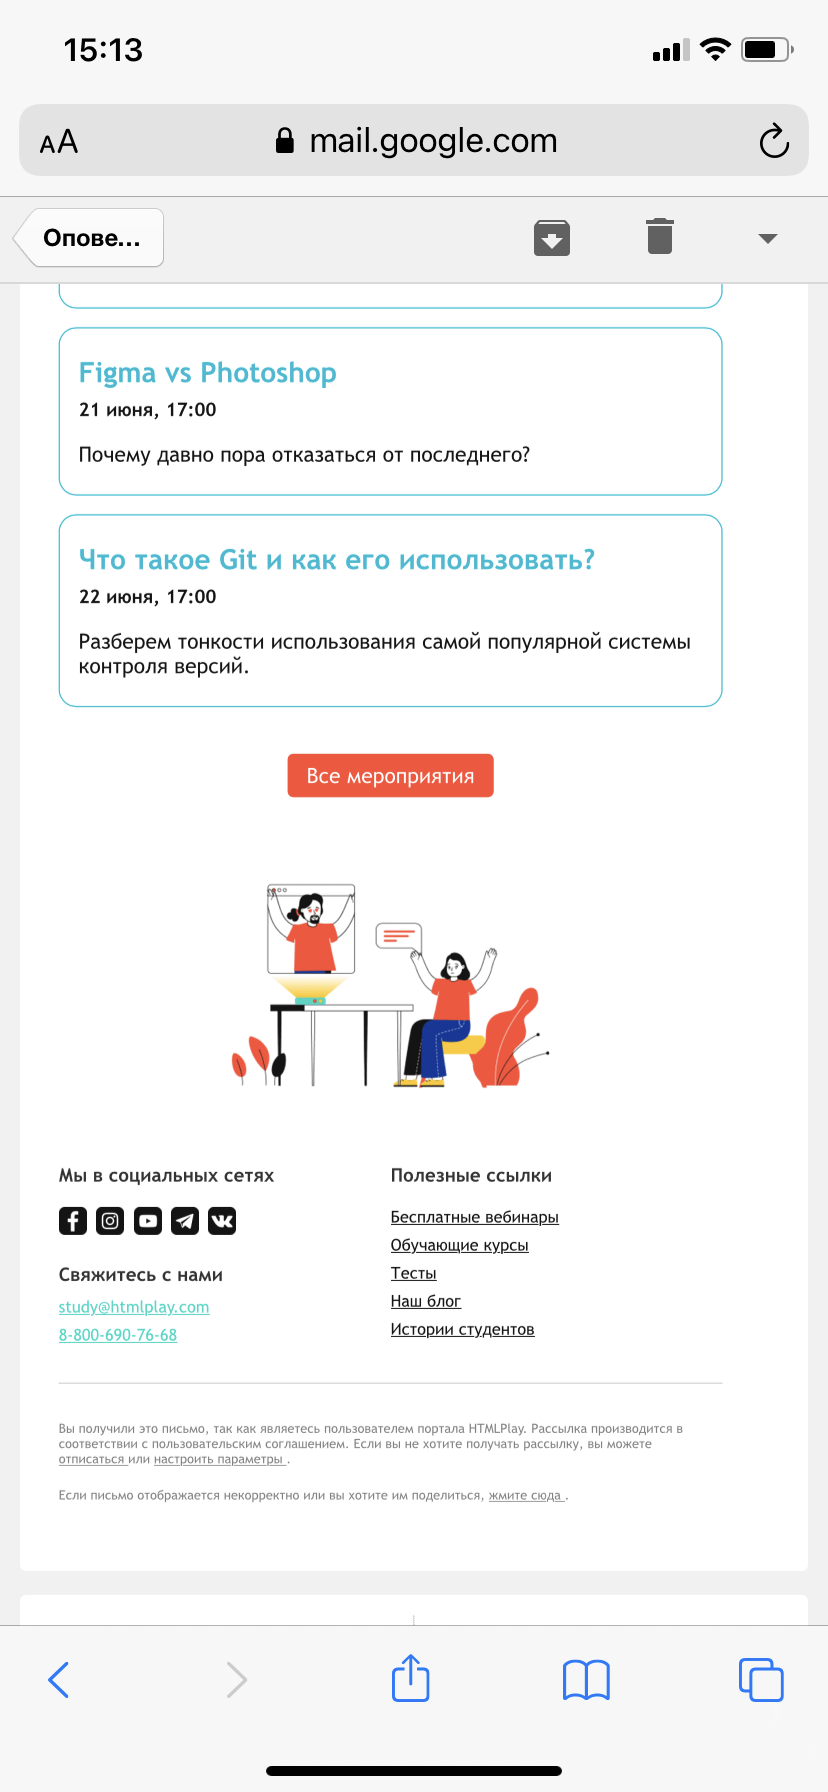 15:13
AA
mail.google.com
Опове...
Figma vs Photoshop
21 июня, 17:00
Почему давно пора отказаться от последнего?
Что такое Git и как его использовать?
22 июня, 17:00
Разберем тонкости использования самой популярной системы
контроля версий.
Все мероприятия
Мы в социальных сетях
Свяжитесь с нами
study@htmlplay.com
8-800-690-76-68
Полезные ссылки
Бесплатные вебинары
Обучающие курсы
Тесты
Наш блог
Истории студентов
Вы получили это письмо, так как являетесь пользователем портала HTMLPlay. Рассылка производится в
соответствии с пользовательским соглашением. Если вы не хотите получать рассылку, вы можете
отписаться или настроить параметры .
Если письмо отображается некорректно или вы хотите им поделиться, жмите сюда .